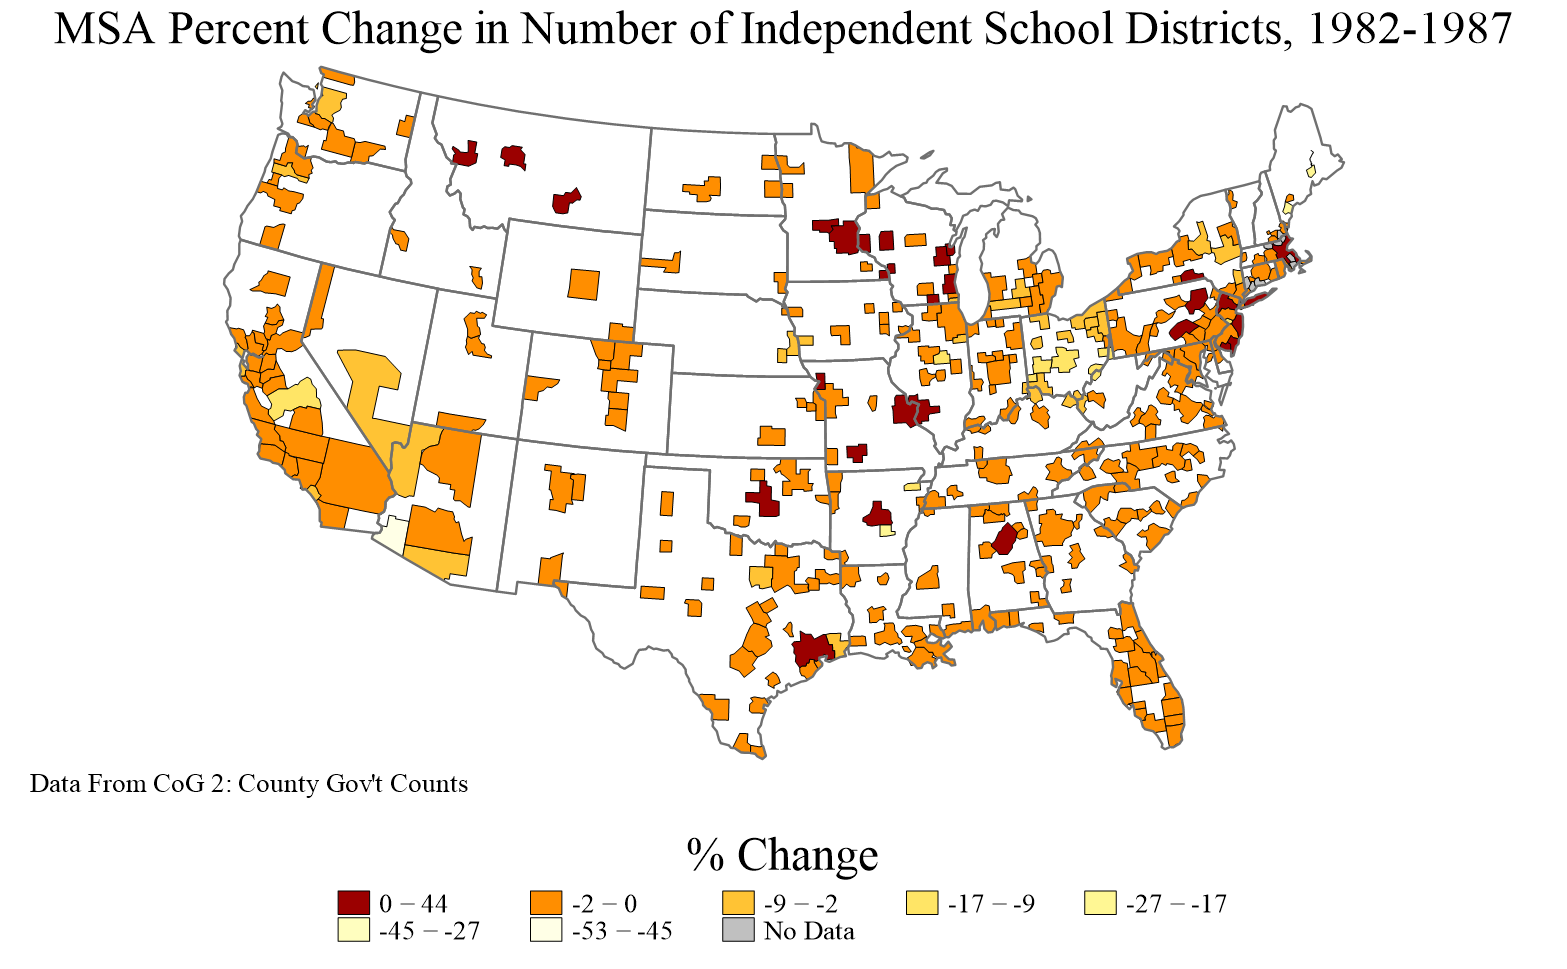 MSA Percent Change in Number of Independent School Districts, 1982-1987
Data From CoG 2: County Gov't Counts
% Change
0 – 44
-2 – 0
-9 – -2
-17 – -9
-27 – -17
-45 – -27
-53 – -45
No Data